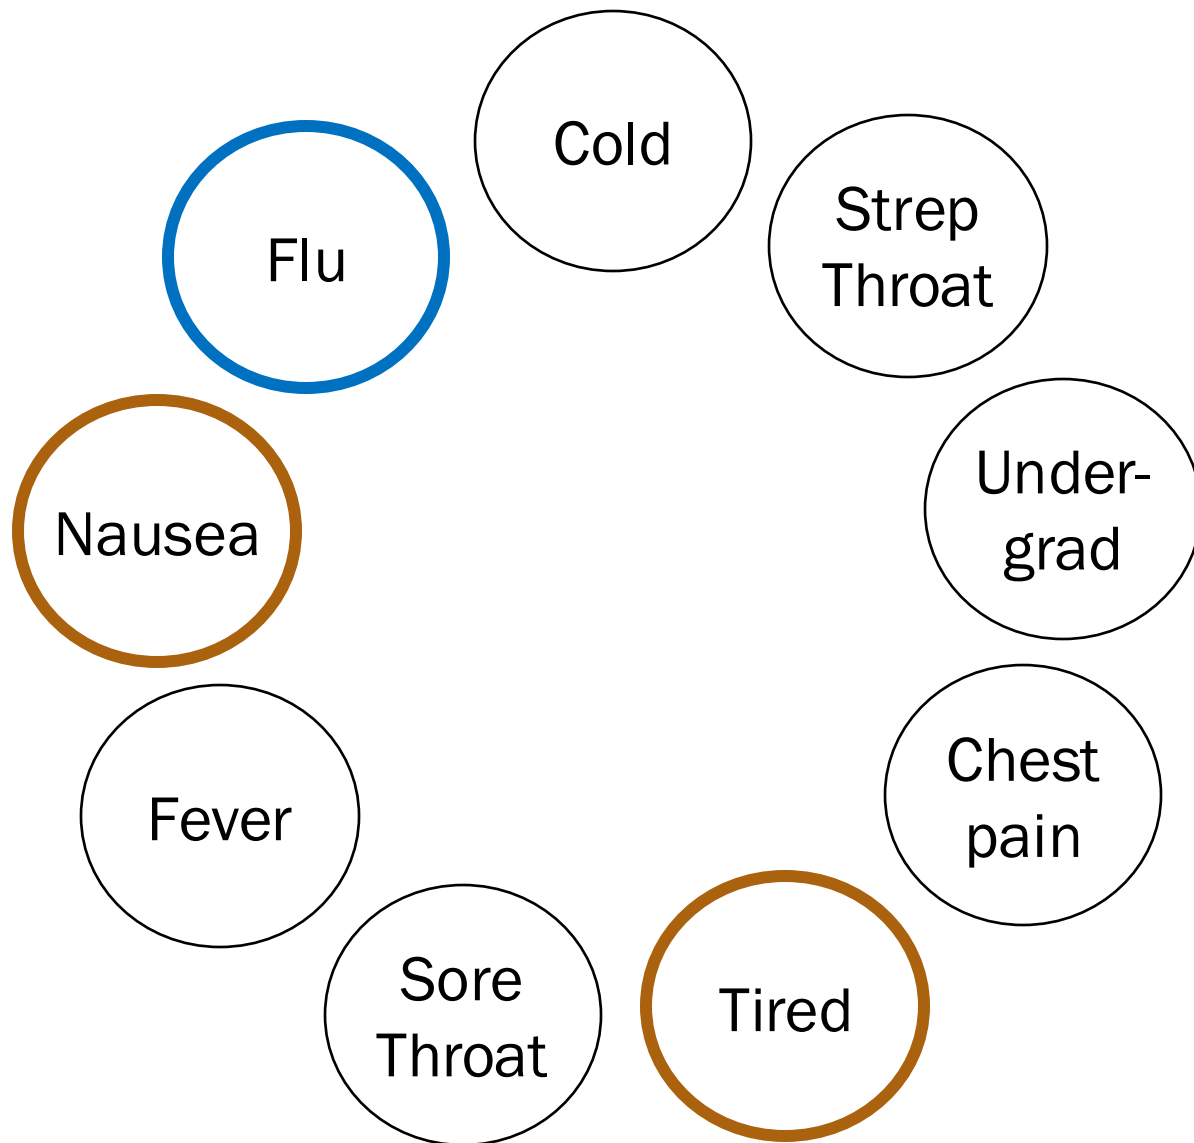 Cold
Strep
Throat
Flu
Under-
grad
Nausea
Chest
pain
Fever
Sore
Throat
Tired